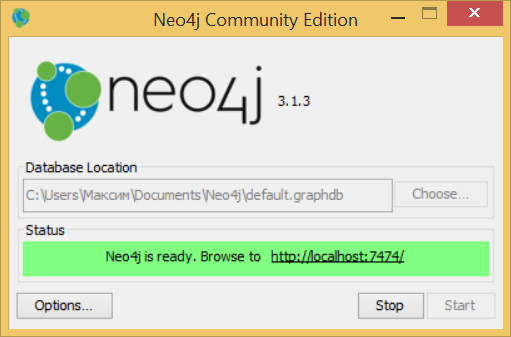 Neo4j Community Edition
neo4j 3.1.3
Database Location
C:\Users\Максим\Documents\Neo4j\default.graphdb
Choose...
Status
Neo4j is ready. Browse to http://localhost:7474/
Options... Stop Start